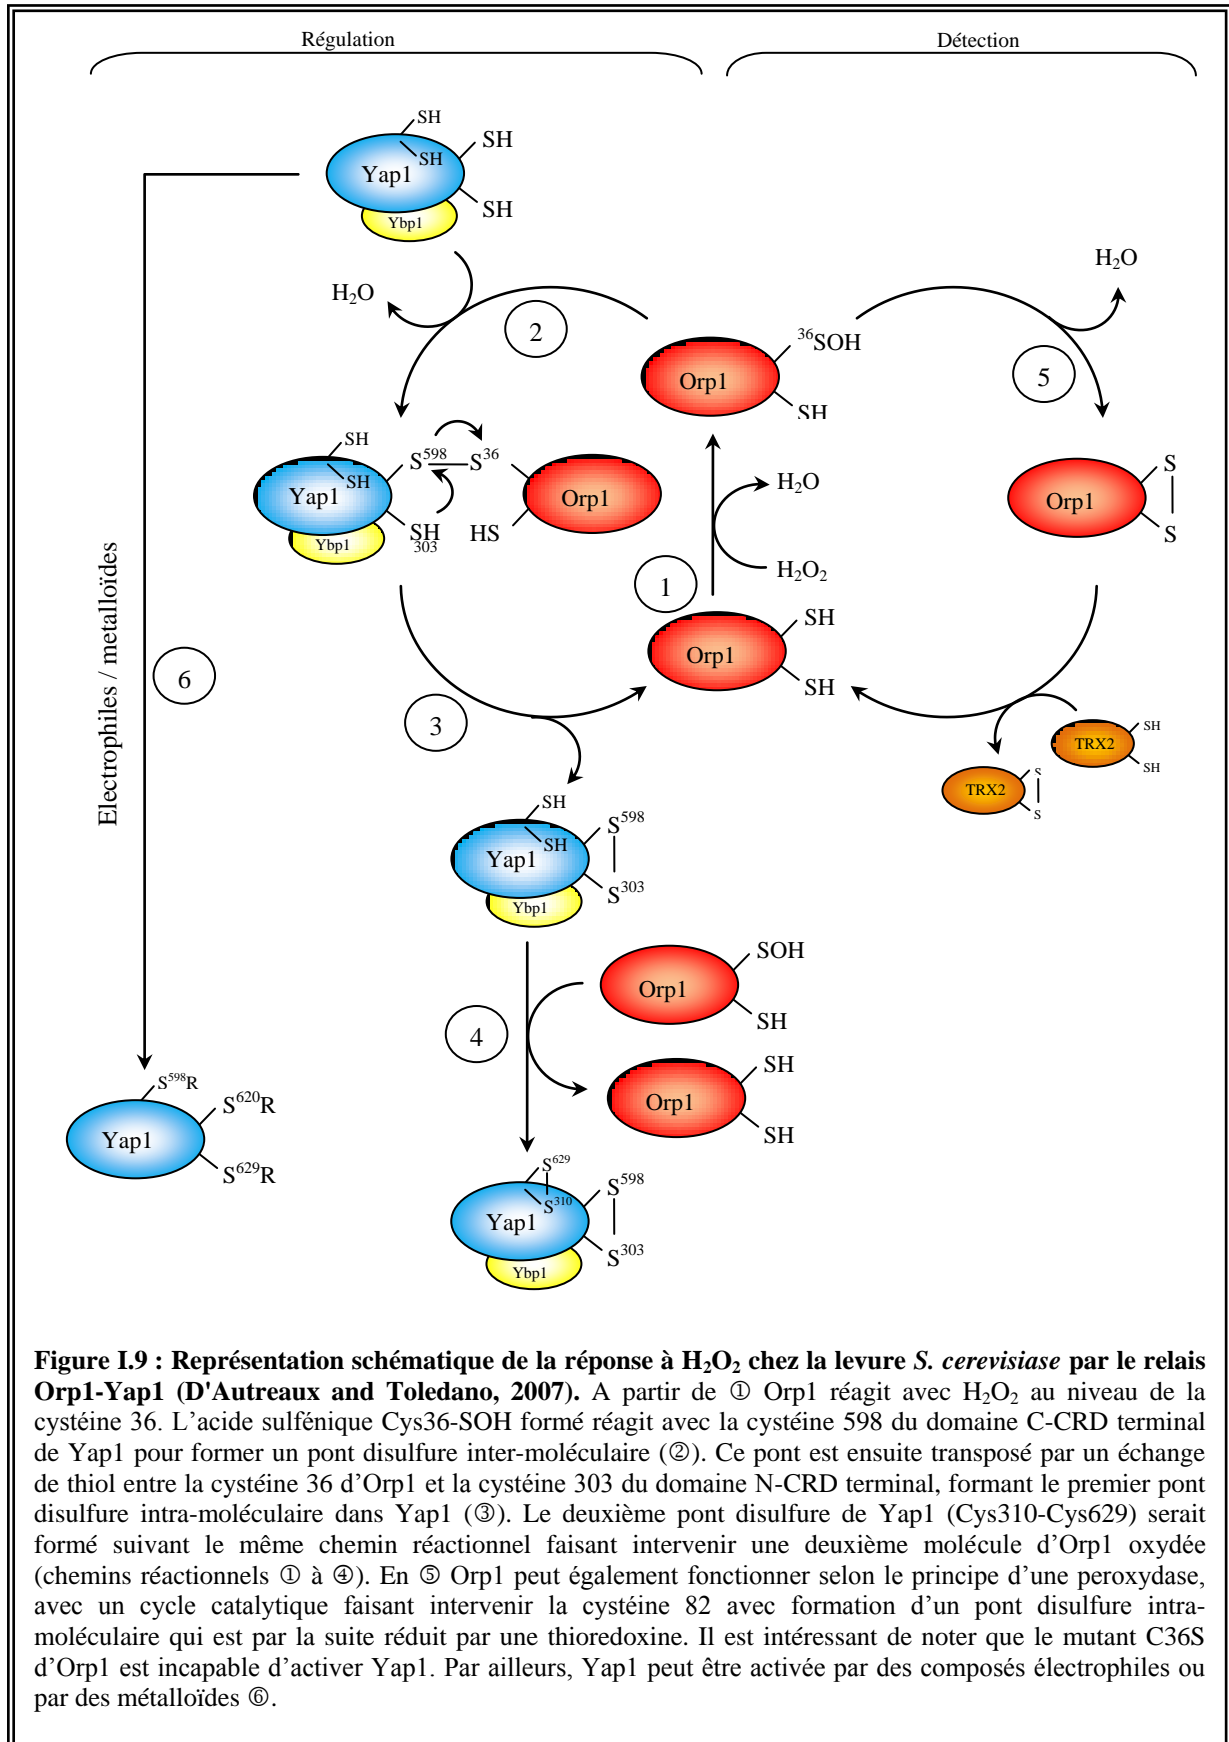 Régulation
Détection
SH
SH
SH
Yap1
SH
Ybp1
H₂O
H₂O
2
³⁶SOH
5
Orp1
SH
SH
S⁵⁹⁸
S³⁶
SH
Yap1
Orp1
Orp1
S
S
SH
303
HS
Ybp1
H₂O
1
H₂O₂
SH
Orp1
SH
Electrophiles / metalloïdes
6
3
TRX2
SH
SH
TRX2
S
S
SH
S⁵⁹⁸
SH
Yap1
S³⁰³
Ybp1
SOH
Orp1
SH
4
SH
Orp1
SH
S⁵⁹⁸R
S⁶²⁰R
Yap1
S⁶²⁹R
S⁶²⁹
S⁵⁹⁸
S³¹⁰
Yap1
S³⁰³
Ybp1
Figure I.9 : Représentation schématique de la réponse à H₂O₂ chez la levure S. cerevisiase par le relais
Orp1-Yap1 (D'Autreaux and Toledano, 2007). A partir de ① Orp1 réagit avec H₂O₂ au niveau de la
cystéine 36. L’acide sulfénique Cys36-SOH formé réagit avec la cystéine 598 du domaine C-CRD terminal
de Yap1 pour former un pont disulfure inter-moléculaire (②). Ce pont est ensuite transposé par un échange
de thiol entre la cystéine 36 d’Orp1 et la cystéine 303 du domaine N-CRD terminal, formant le premier pont
disulfure intra-moléculaire dans Yap1 (③). Le deuxième pont disulfure de Yap1 (Cys310-Cys629) serait
formé suivant le même chemin réactionnel faisant intervenir une deuxième molécule d’Orp1 oxydée
(chemins réactionnels ① à ④). En ⑤ Orp1 peut également fonctionner selon le principe d’une peroxydase,
avec un cycle catalytique faisant intervenir la cystéine 82 avec formation d’un pont disulfure intra-
moléculaire qui est par la suite réduit par une thioredoxine. Il est intéressant de noter que le mutant C36S
d’Orp1 est incapable d’activer Yap1. Par ailleurs, Yap1 peut être activée par des composés électrophiles ou
par des métalloïdes ⑥.